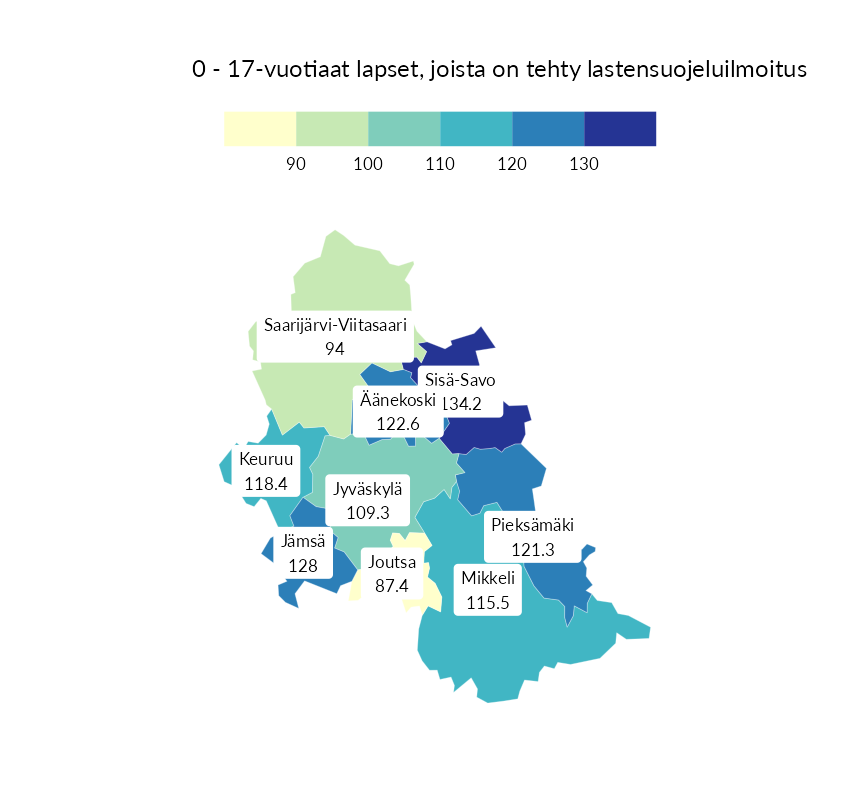 0 - 17-vuotiaat lapset, joista on tehty lastensuojeluilmoitus
90 100 110 120 130
Saarijärvi-Viitasaari
94
Sisä-Savo
134.2
Äänekoski
122.6
Keuruu
118.4
Jyväskylä
109.3
Pieksämäki
121.3
Jämsä
128
Joutsa
87.4
Mikkeli
115.5